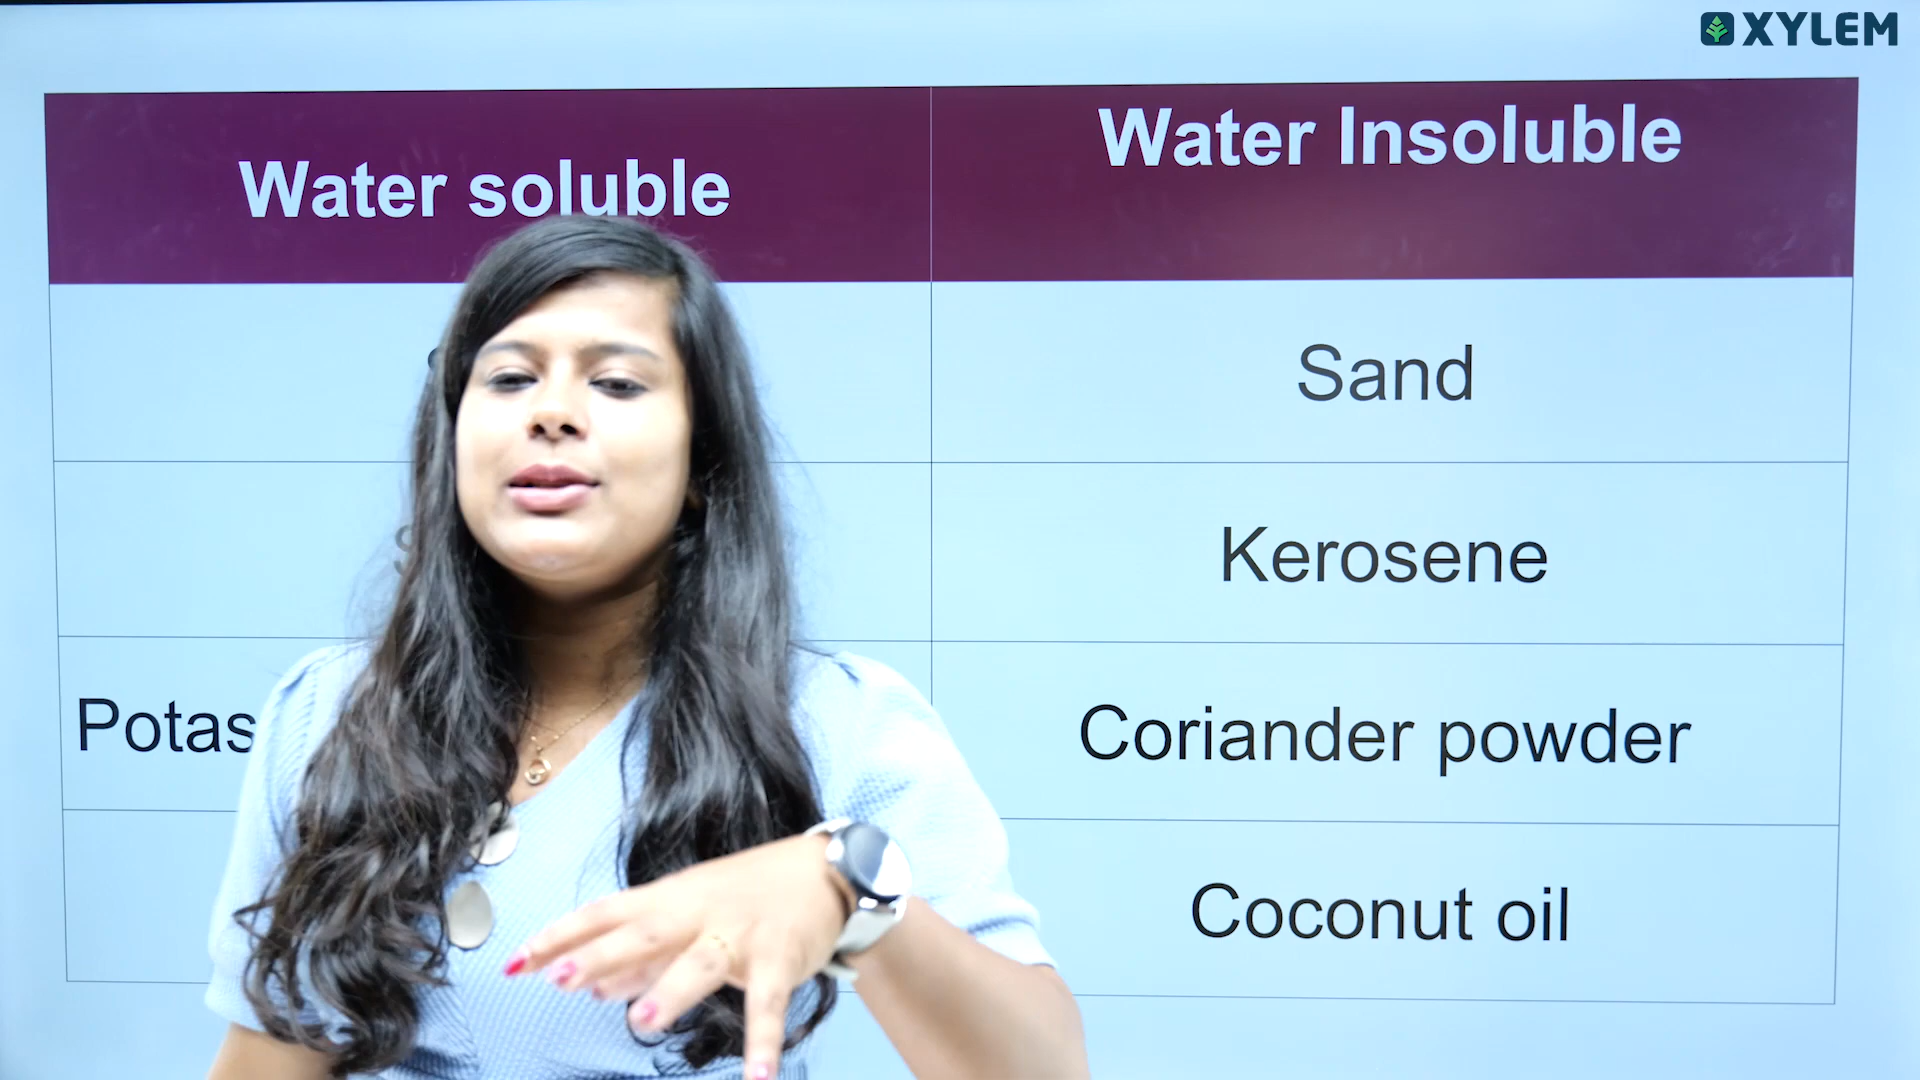 XYLEM
Water soluble
Water Insoluble
Sand
Kerosene
Potas
Coriander powder
Coconut oil